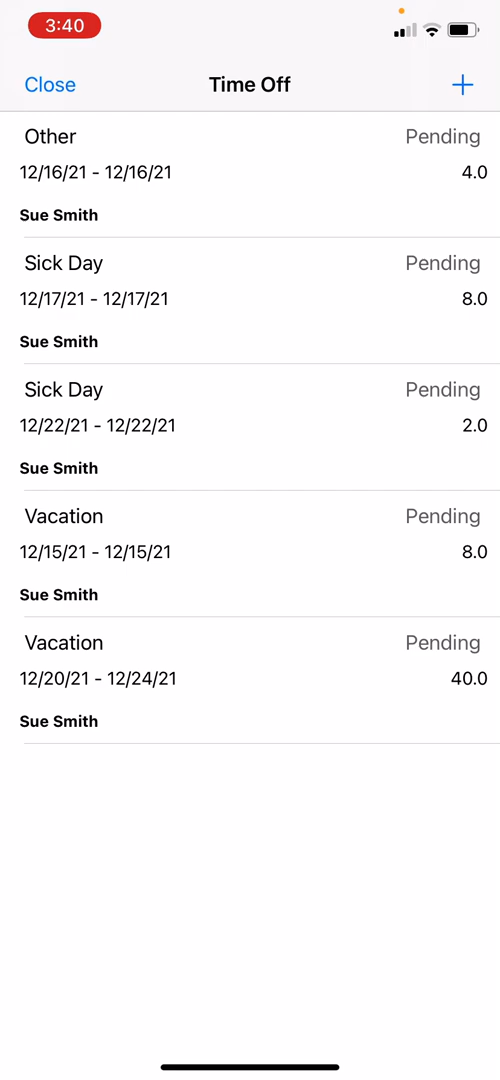 3:40
Close Time Off +
Other Pending
12/16/21 - 12/16/21 4.0
Sue Smith
Sick Day Pending
12/17/21 - 12/17/21 8.0
Sue Smith
Sick Day Pending
12/22/21 - 12/22/21 2.0
Sue Smith
Vacation Pending
12/15/21 - 12/15/21 8.0
Sue Smith
Vacation Pending
12/20/21 - 12/24/21 40.0
Sue Smith